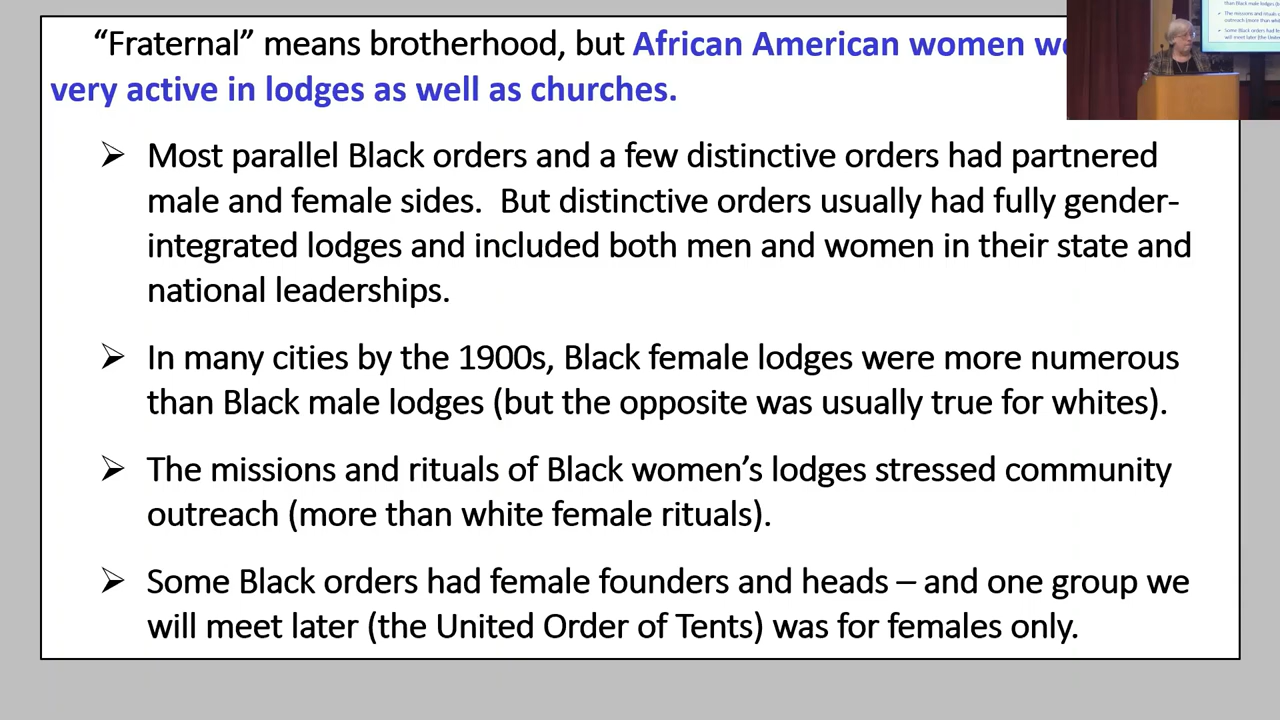 “Fraternal” means brotherhood, but African American women
very active in lodges as well as churches.
➢ Most parallel Black orders and a few distinctive orders had partnered
male and female sides.  But distinctive orders usually had fully gender-
integrated lodges and included both men and women in their state and
national leaderships.
➢ In many cities by the 1900s, Black female lodges were more numerous
than Black male lodges (but the opposite was usually true for whites).
➢ The missions and rituals of Black women’s lodges stressed community
outreach (more than white female rituals).
➢ Some Black orders had female founders and heads – and one group we
will meet later (the United Order of Tents) was for females only.